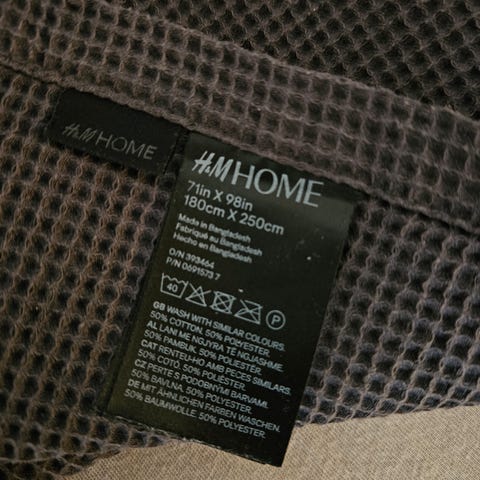 H&M HOME
H&M HOME
71in X 98in
180cm X 250cm
Made in Bangladesh
Fabriqué au Bangladesh
Hecho en Bangladesh
O/N 393464
P/N 0691573 7
40 P
GB WASH WITH SIMILAR COLOURS.
50% COTTON. 50% POLYESTER.
AL LANI ME NGJYRA TË NGJASHME.
50% PAMBUK. 50% POLIESTER.
CAT RENTEU-HO AMB PECES SIMILARS.
50% COTÓ. 50% POLIÈSTER.
CZ PERTE S PODOBNÝMI BARVAMI.
50% BAVLNA. 50% POLYESTER.
DE MIT ÄHNLICHEN FARBEN WASCHEN.
50% BAUMWOLLE. 50% POLYESTER.